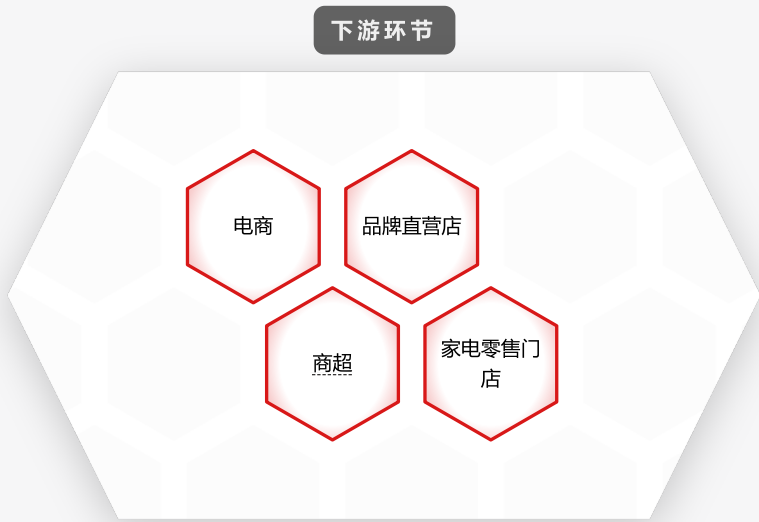 下游环节
电商
品牌直营店
商超
家电零售门
店